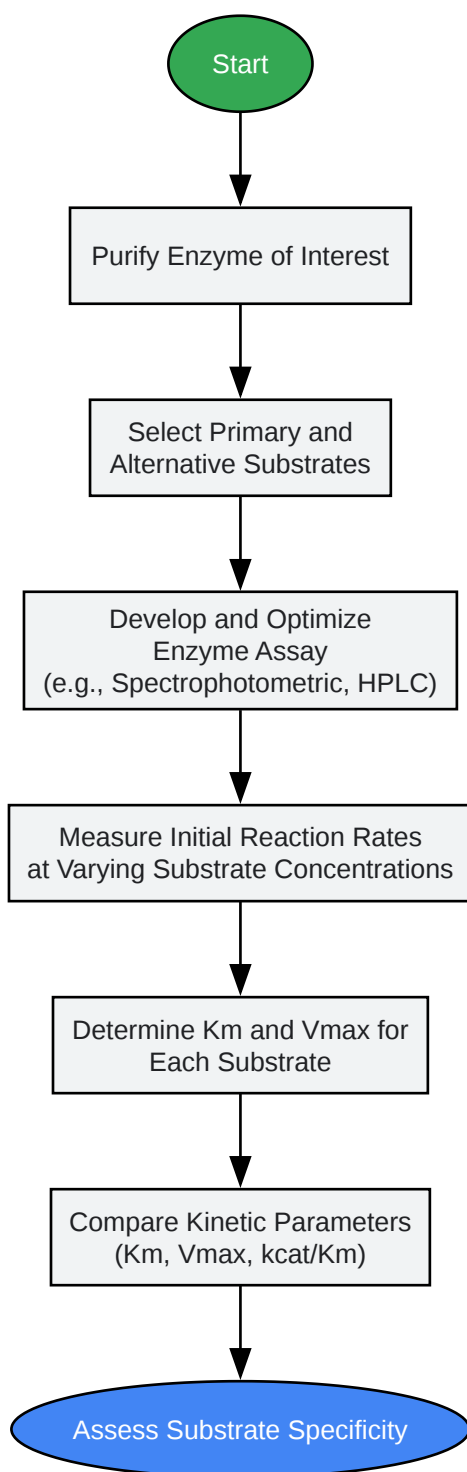 Start
Purify Enzyme of Interest
Select Primary and
Alternative Substrates
Develop and Optimize
Enzyme Assay
(e.g., Spectrophotometric, HPLC)
Measure Initial Reaction Rates
at Varying Substrate Concentrations
Determine Km and Vmax for
Each Substrate
Compare Kinetic Parameters
(Km, Vmax, kcat/Km)
Assess Substrate Specificity